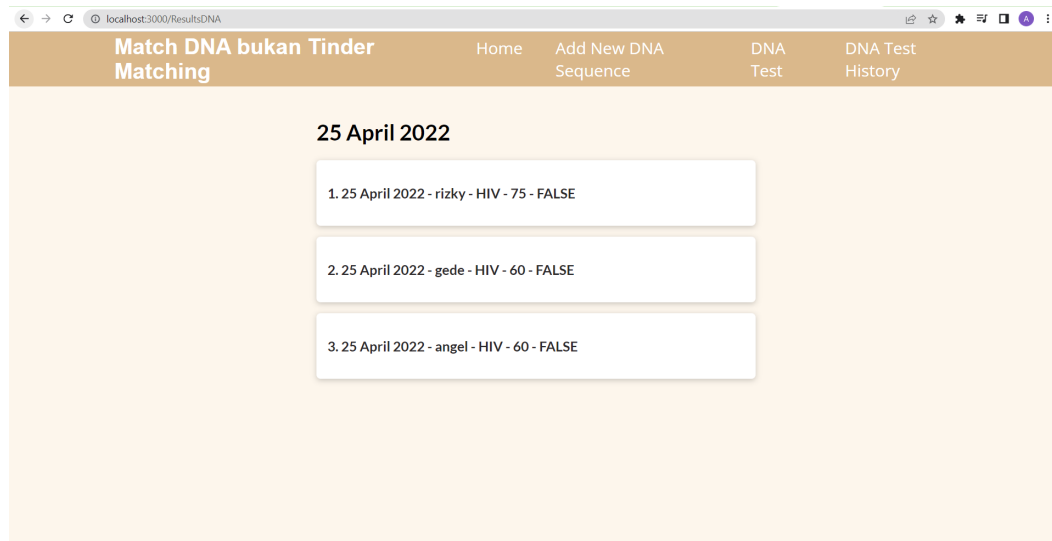 localhost:3000/ResultsDNA
A
Match DNA bukan Tinder
Matching
Home
Add New DNA
Sequence
DNA
Test
DNA Test
History
25 April 2022
1. 25 April 2022 - rizky - HIV - 75 - FALSE
2. 25 April 2022 - gede - HIV - 60 - FALSE
3. 25 April 2022 - angel - HIV - 60 - FALSE